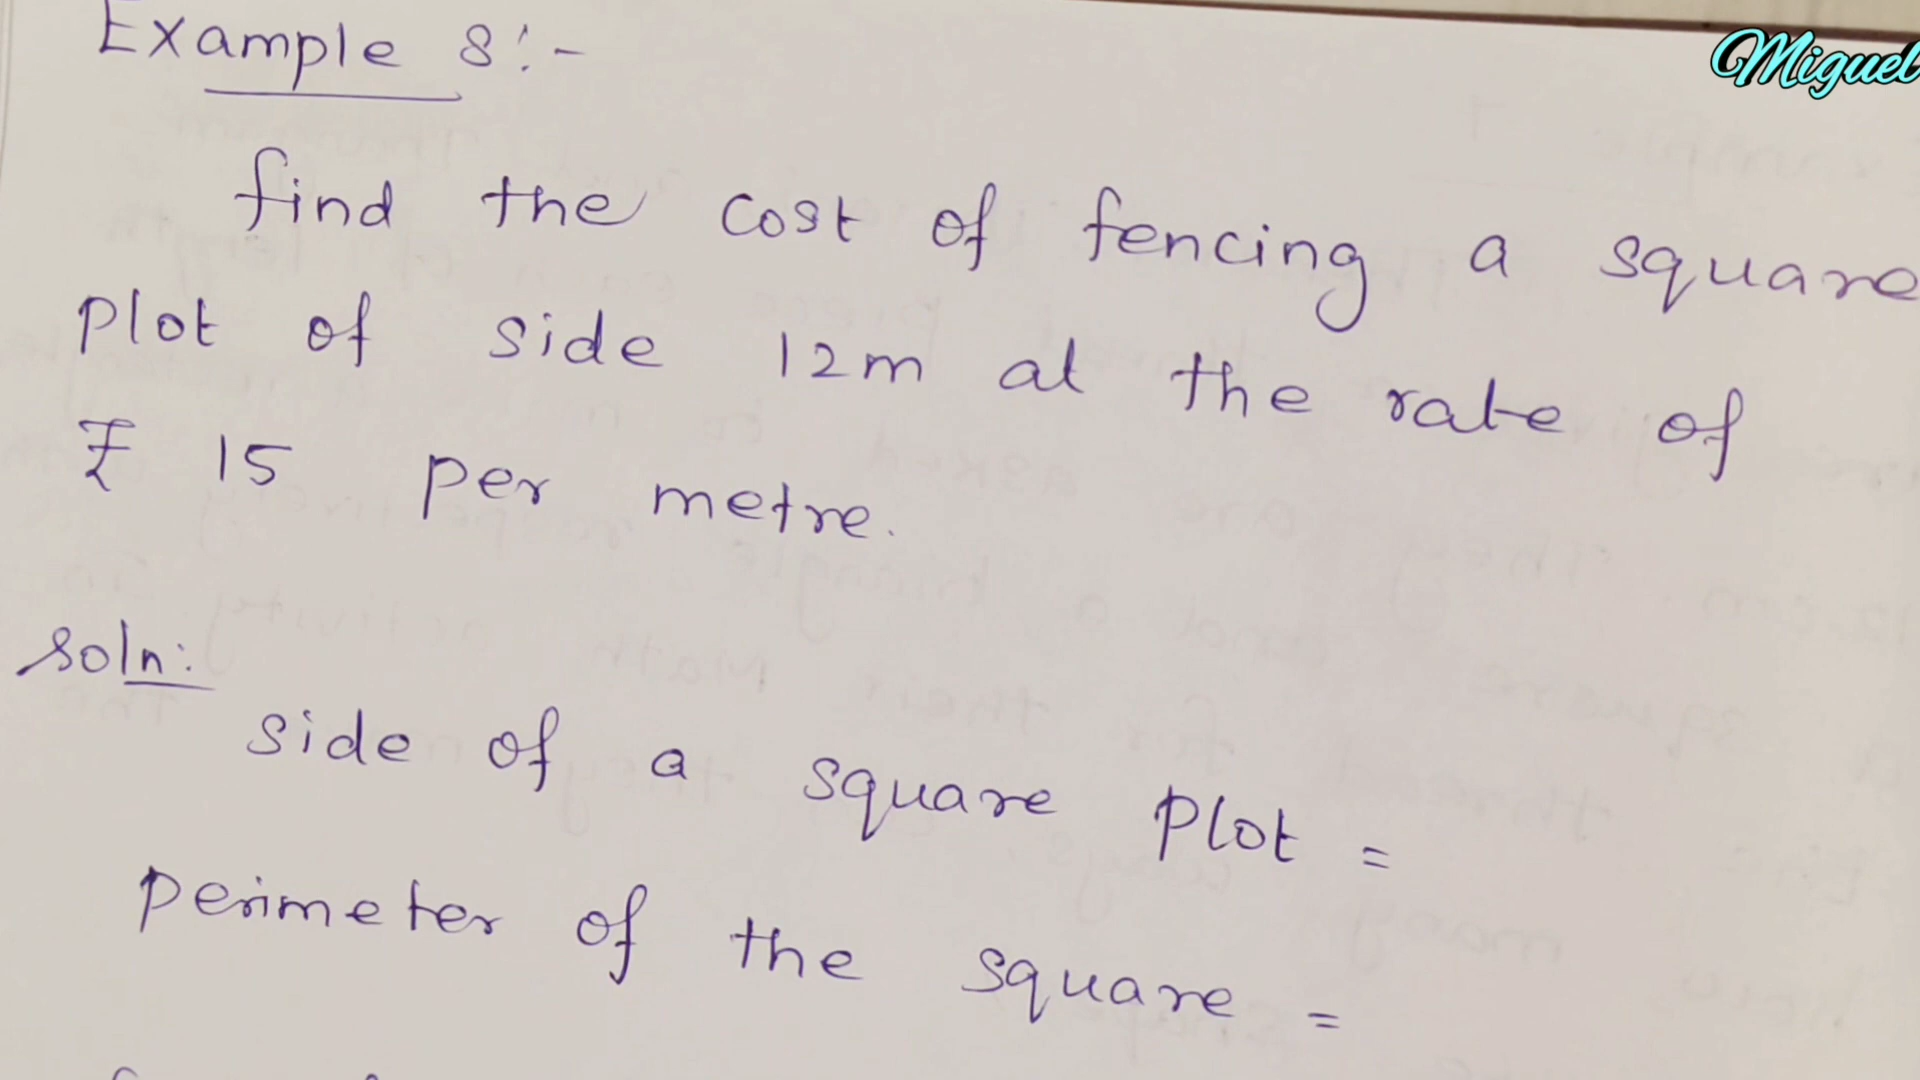 Example 8:-
Miguel
find the cost of fencing a square
plot of side 12m at the rate of
₹ 15 per metre.
soln:
side of a square plot =
perimeter of the square =